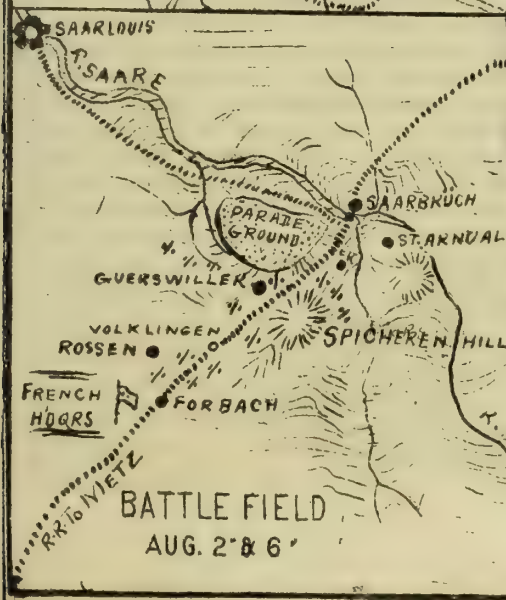 SAARLOUIS
R. SAARE
SAARBRUCH
PARADE
GROUND
ST. ARNUAL
GUERSWILLER
VOLKLINGEN
SPICHEREN HILL
ROSSEN
FRENCH
HDQRS
FORBACH
R.
R.R. TO METZ
BATTLE FIELD
AUG. 2" & 6"